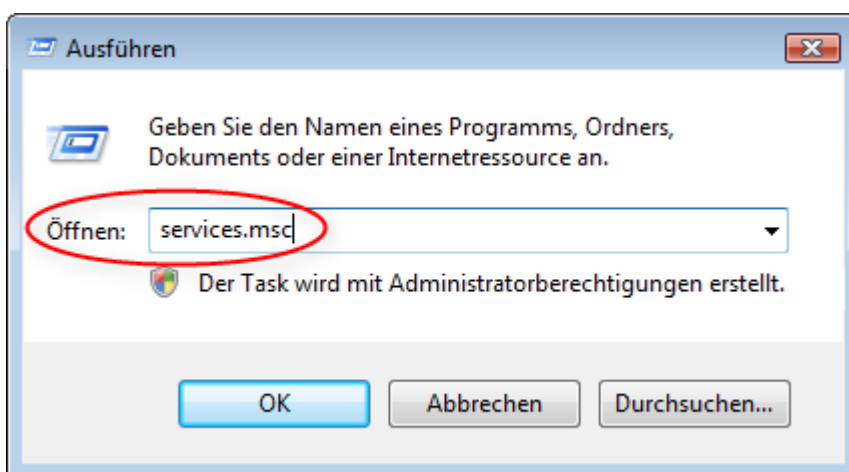 Ausführen
Geben Sie den Namen eines Programms, Ordners,
Dokuments oder einer Internetressource an.
Öffnen: services.msc
Der Task wird mit Administratorberechtigungen erstellt.
OK Abbrechen Durchsuchen...